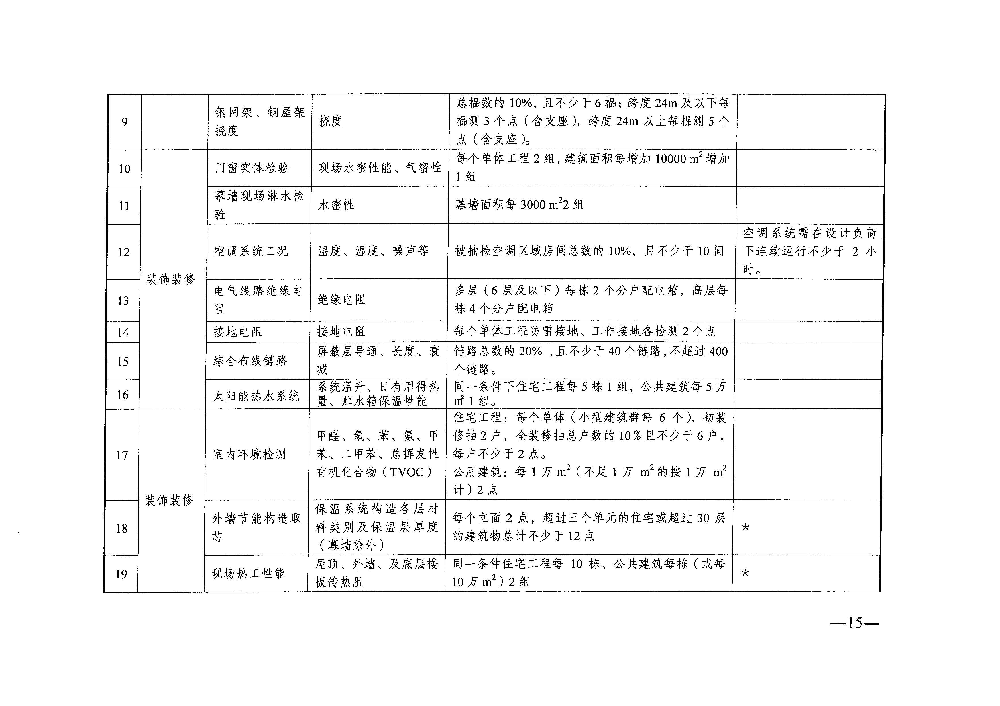 9
钢网架、钢屋架
挠度
挠度
总榀数的 10%，且不少于 6 榀；跨度 24m 及以下每
榀测 3 个点（含支座），跨度 24m 以上每榀测 5 个
点（含支座）。
10
门窗实体检验
现场水密性能、气密性
每个单体工程 2 组，建筑面积每增加 10000 m²增加
1 组
11
幕墙现场淋水检
验
水密性
幕墙面积每 3000 m²2 组
12
空调系统工况
温度、湿度、噪声等
被抽检空调区域房间总数的 10%，且不少于 10 间
空调系统需在设计负荷
下连续运行不少于 2 小
时。
装饰装修
13
电气线路绝缘电
阻
绝缘电阻
多层（6 层及以下）每栋 2 个分户配电箱，高层每
栋 4 个分户配电箱
14
接地电阻
接地电阻
每个单体工程防雷接地、工作接地各检测 2 个点
15
综合布线链路
屏蔽层导通、长度、衰
减
链路总数的 20% ，且不少于 40 个链路，不超过 400
个链路。
16
太阳能热水系统
系统温升、日有用得热
量、贮水箱保温性能
同一条件下住宅工程每 5 栋 1 组，公共建筑每 5 万
㎡ 1 组。
17
室内环境检测
甲醛、氡、苯、氨、甲
苯、二甲苯、总挥发性
有机化合物（TVOC）
住宅工程：每个单体（小型建筑群每 6 个），初装
修抽 2 户，全装修抽总户数的 10％且不少于 6 户，
每户不少于 2 点。
公用建筑：每 1 万 m²（不足 1 万 m²的按 1 万 m²
计）2 点
装饰装修
18
外墙节能构造取
芯
保温系统构造各层材
料类别及保温层厚度
（幕墙除外）
每个立面 2 点，超过三个单元的住宅或超过 30 层
的建筑物总计不少于 12 点
*
19
现场热工性能
屋顶、外墙、及底层楼
板传热阻
同一条件住宅工程每 10 栋、公共建筑每栋（或每
10 万 m²）2 组
*
—15—